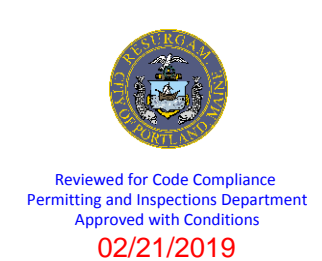 RESURGAM
CITY OF PORTLAND, MAINE
Reviewed for Code Compliance
Permitting and Inspections Department
Approved with Conditions
02/21/2019